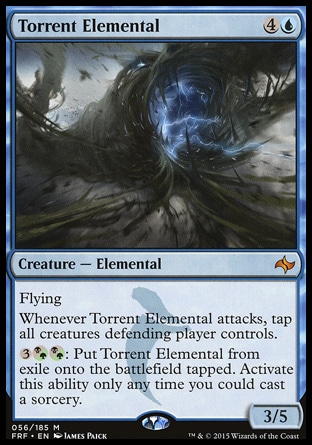 Torrent Elemental 4
Creature — Elemental
Flying
Whenever Torrent Elemental attacks, tap
all creatures defending player controls.
3: Put Torrent Elemental from
exile onto the battlefield tapped. Activate
this ability only any time you could cast
a sorcery.
3/5
056/185 M
FRF • EN JAMES PAICK ™ & © 2015 Wizards of the Coast